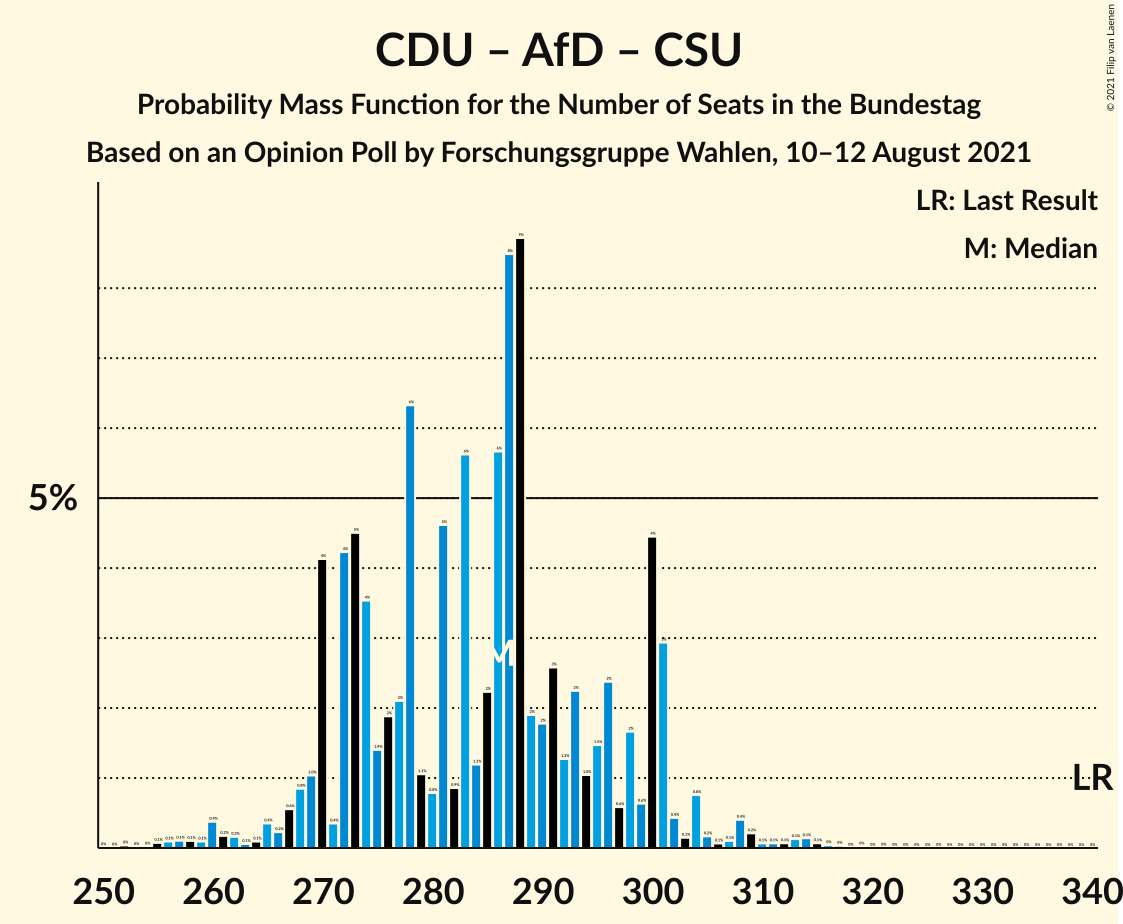 CDU – AfD – CSU
Probability Mass Function for the Number of Seats in the Bundestag
Based on an Opinion Poll by Forschungsgruppe Wahlen, 10–12 August 2021
© 2021 Filip van Laenen
LR: Last Result
M: Median
5%
M
LR
250 260 270 280 290 300 310 320 330 340